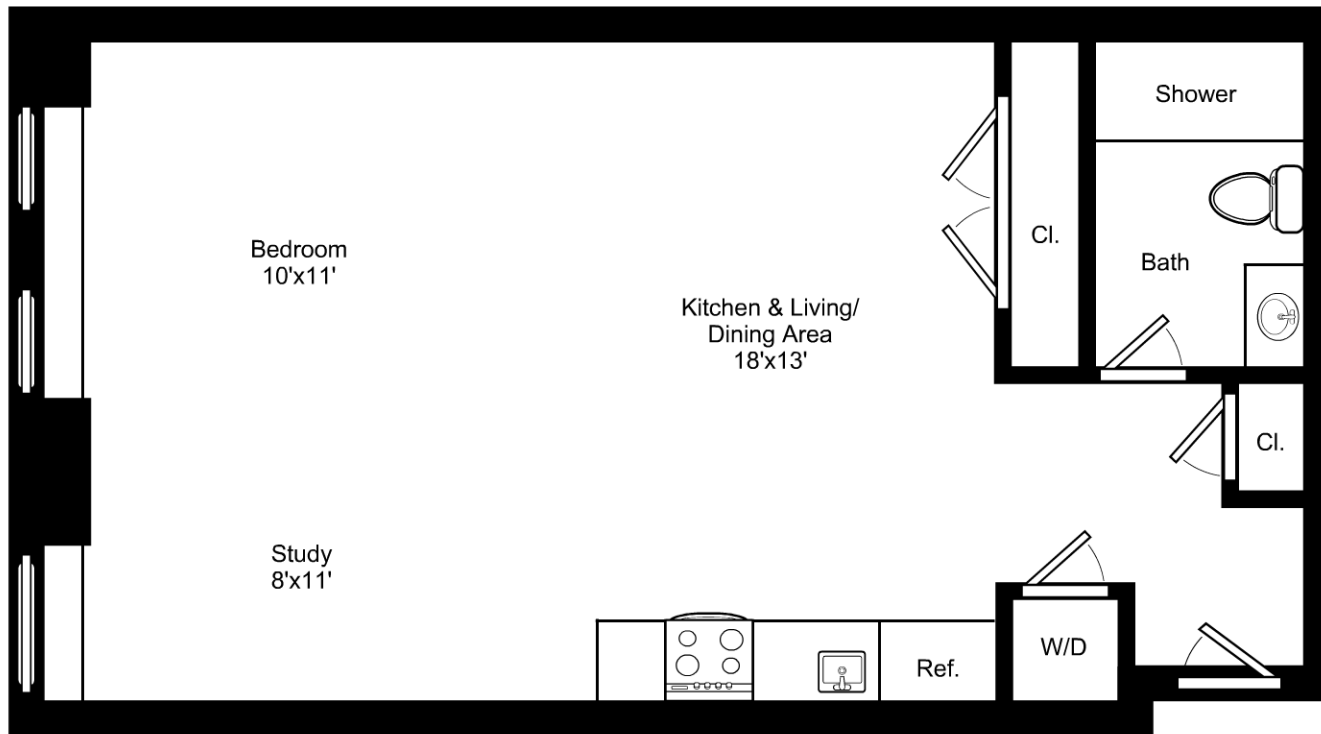 Shower
Cl.
Bath
Bedroom
10'x11'
Kitchen & Living/
Dining Area
18'x13'
Cl.
Study
8'x11'
W/D
Ref.